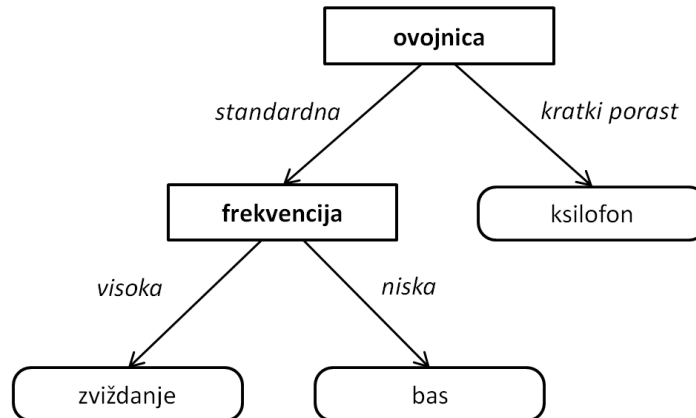 ovojnica
standardna
kratki porast
frekvencija
ksilofon
visoka
niska
zviždanje
bas